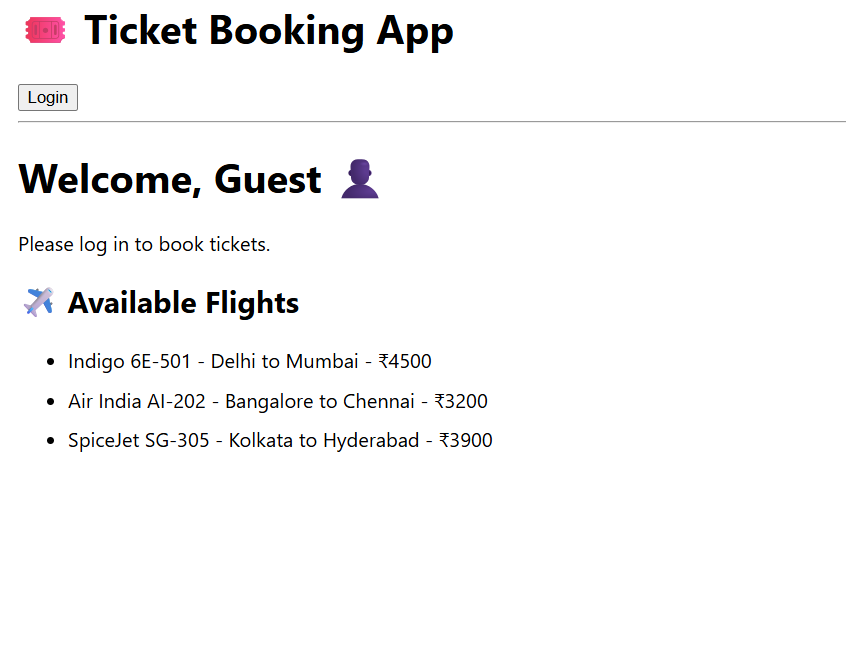 Ticket Booking App
Login
Welcome, Guest
Please log in to book tickets.
Available Flights
Indigo 6E-501 - Delhi to Mumbai - ₹4500
Air India AI-202 - Bangalore to Chennai - ₹3200
SpiceJet SG-305 - Kolkata to Hyderabad - ₹3900